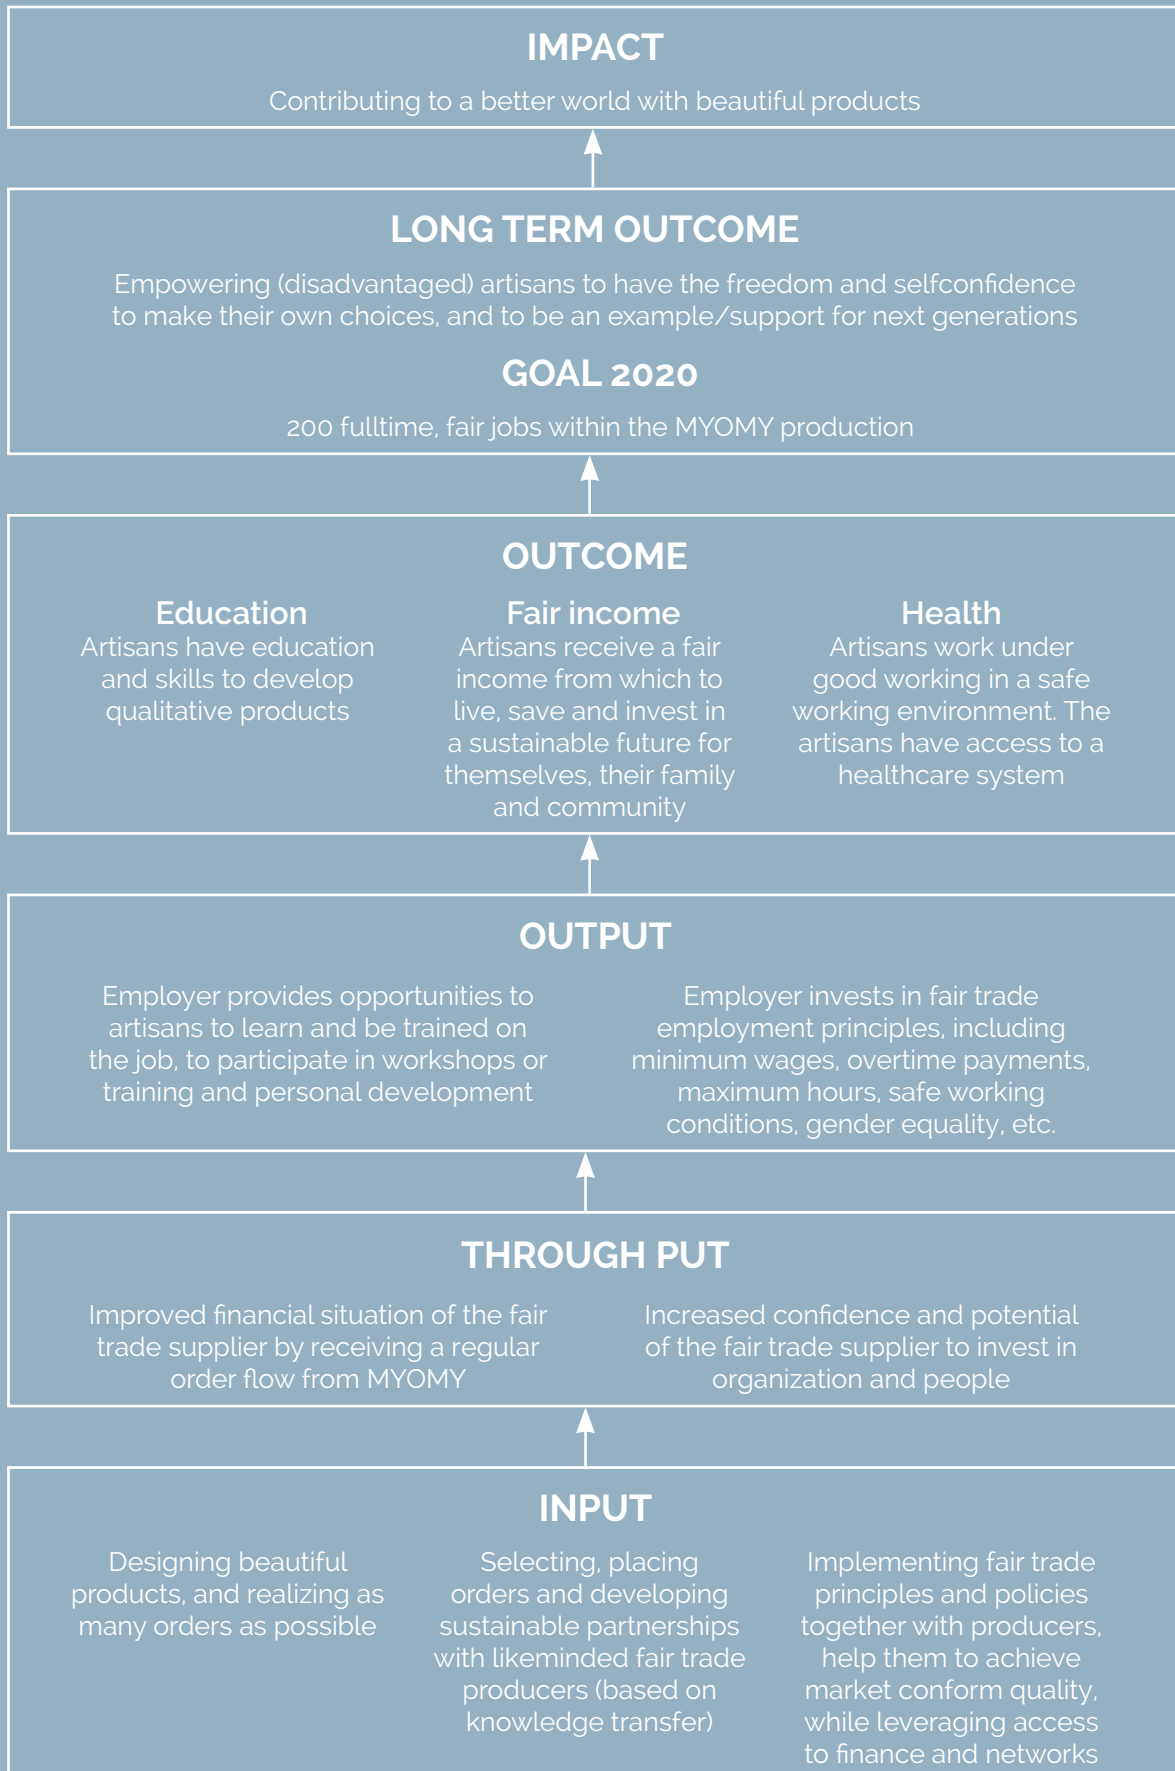 IMPACT
Contributing to a better world with beautiful products
LONG TERM OUTCOME
Empowering (disadvantaged) artisans to have the freedom and selfconfidence
to make their own choices, and to be an example/support for next generations
GOAL 2020
200 fulltime, fair jobs within the MYOMY production
OUTCOME
Education
Artisans have education
and skills to develop
qualitative products
Fair income
Artisans receive a fair
income from which to
live, save and invest in
a sustainable future for
themselves, their family
and community
Health
Artisans work under
good working in a safe
working environment. The
artisans have access to a
healthcare system
OUTPUT
Employer provides opportunities to
artisans to learn and be trained on
the job, to participate in workshops or
training and personal development
Employer invests in fair trade
employment principles, including
minimum wages, overtime payments,
maximum hours, safe working
conditions, gender equality, etc.
THROUGH PUT
Improved financial situation of the fair
trade supplier by receiving a regular
order flow from MYOMY
Increased confidence and potential
of the fair trade supplier to invest in
organization and people
INPUT
Designing beautiful
products, and realizing as
many orders as possible
Selecting, placing
orders and developing
sustainable partnerships
with likeminded fair trade
producers (based on
knowledge transfer)
Implementing fair trade
principles and policies
together with producers,
help them to achieve
market conform quality,
while leveraging access
to finance and networks